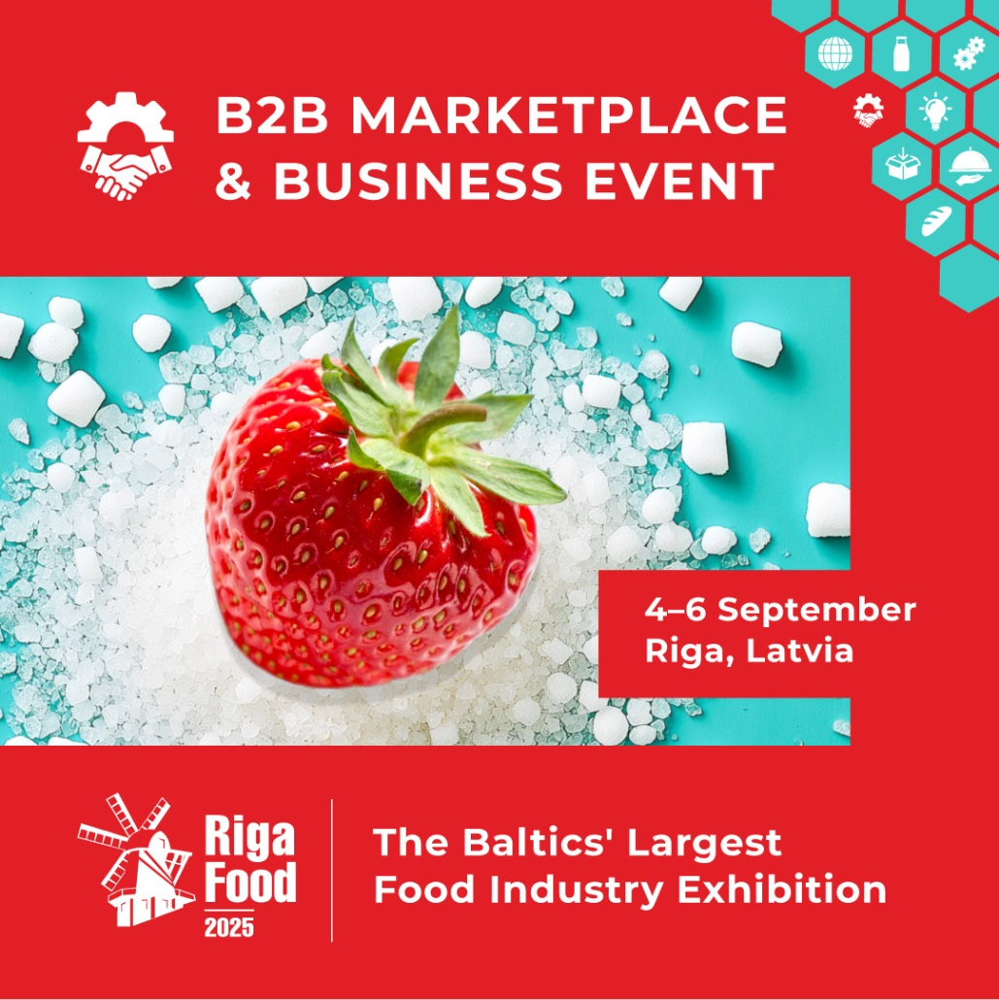 B2B MARKETPLACE
& BUSINESS EVENT
4–6 September
Riga, Latvia
Riga
Food
2025
The Baltics' Largest
Food Industry Exhibition